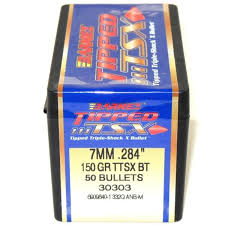 BARNES
TIPPED
TSX
Tipped Triple-Shock X Bullet
7MM .284"
150 GR TTSX BT
50 BULLETS
30303